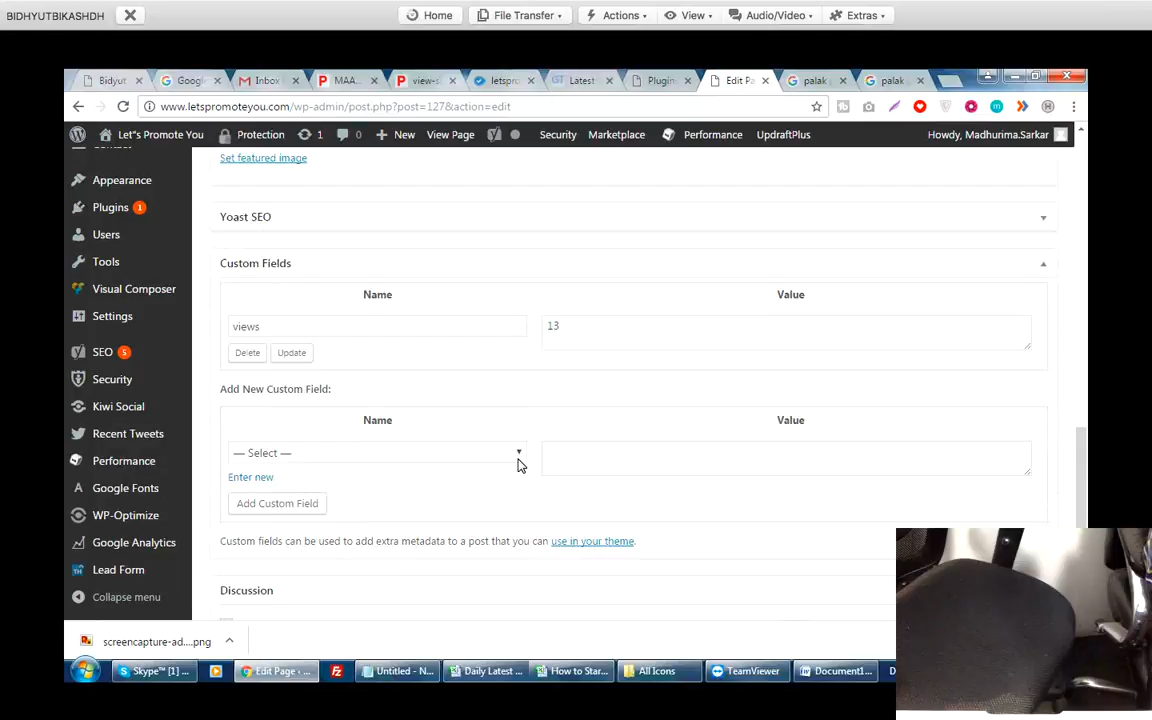 BIDHYUTBIKASHDH
Home
File Transfer
Actions
View
Audio/Video
Extras
Bidyut
Googl
Inbox
MAA
view-s
letspro
Latest
Plugin
Edit Pa
palak
palak
www.letspromoteyou.com/wp-admin/post.php?post=127&action=edit
Let"s Promote You
Protection
1
0
New
View Page
Security
Marketplace
Performance
UpdraftPlus
Howdy, Madhurima.Sarkar
Appearance
Plugins 1
Users
Tools
Visual Composer
Settings
SEO 5
Security
Kiwi Social
Recent Tweets
Performance
Google Fonts
WP-Optimize
Google Analytics
Lead Form
Collapse menu
Set featured image
Yoast SEO
Custom Fields
Name Value
views 13
Delete Update
Add New Custom Field:
Name Value
— Select —
Enter new
Add Custom Field
Custom fields can be used to add extra metadata to a post that you can use in your theme.
Discussion
screencapture-ad....png
Skype™ [1] ...
Edit Page - ...
Untitled - N...
Daily Latest ...
How to Star...
All Icons
TeamViewer
Document1...